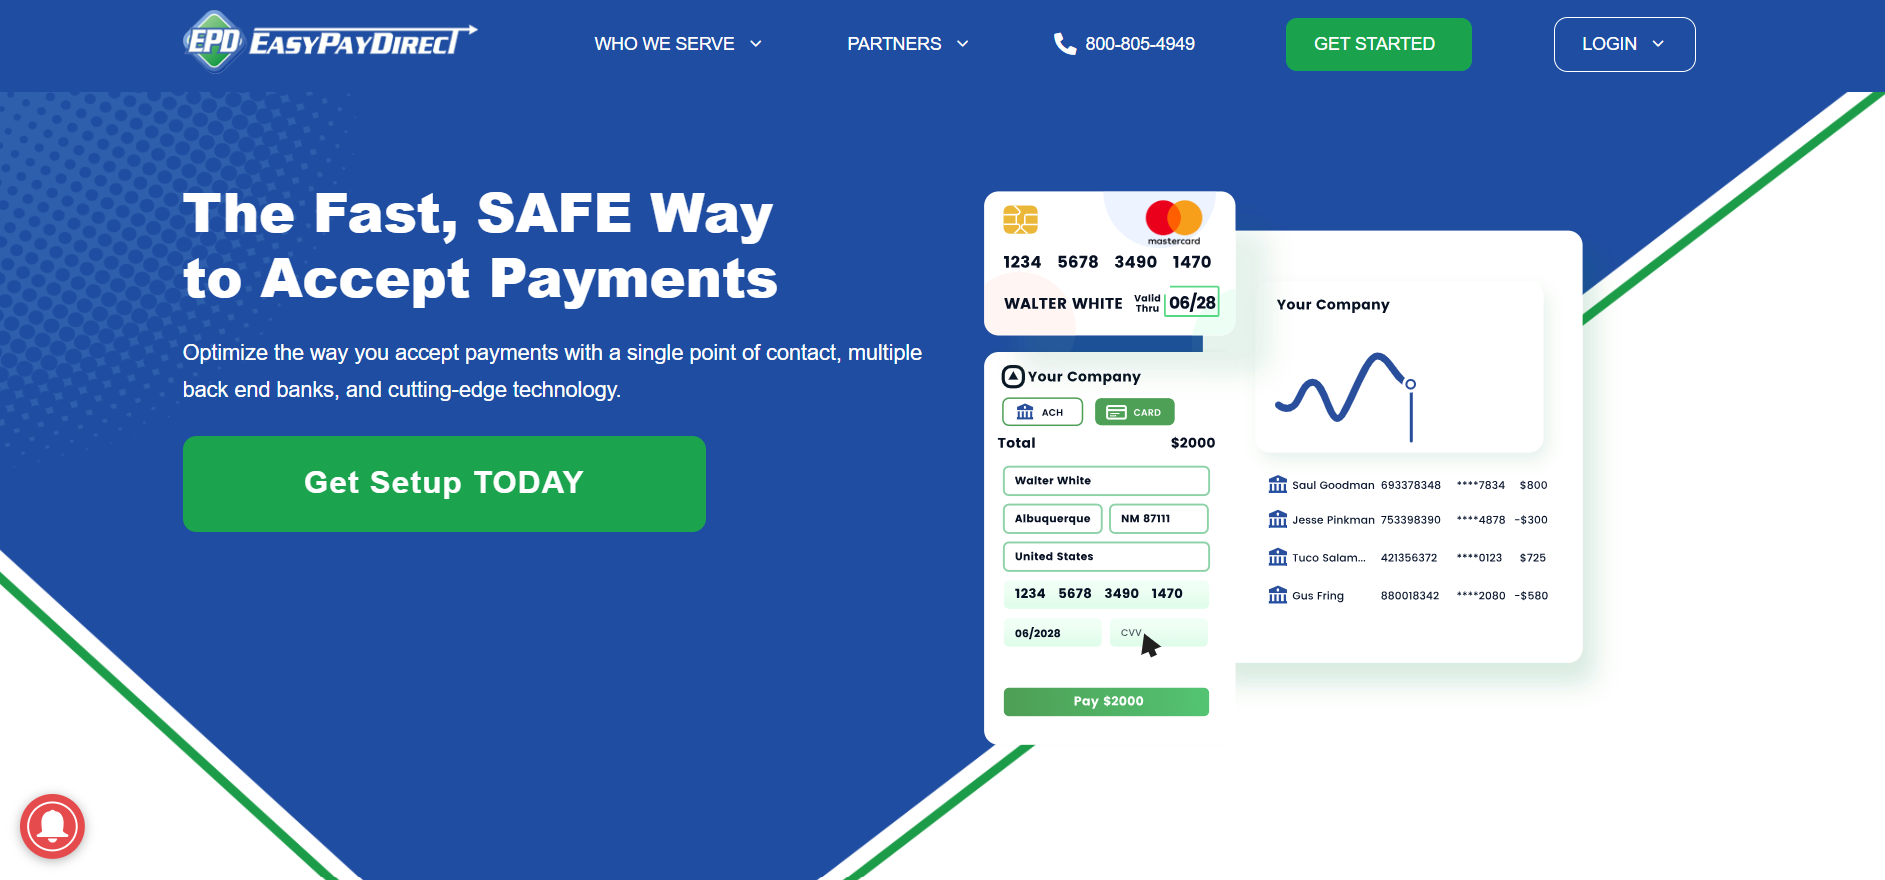 EPD EASYPAYDIRECT
WHO WE SERVE
PARTNERS
800-805-4949
GET STARTED
LOGIN
The Fast, SAFE Way
to Accept Payments
Optimize the way you accept payments with a single point of contact, multiple
back end banks, and cutting-edge technology.
Get Setup TODAY
mastercard
1234 5678 3490 1470
WALTER WHITE Valid Thru 06/28
Your Company
ACH CARD
Total $2000
Walter White
Albuquerque NM 87111
United States
1234 5678 3490 1470
06/2028 CVV
Pay $2000
Your Company
Saul Goodman 693378348 ****7834 $800
Jesse Pinkman 753398390 ****4878 -$300
Tuco Salam... 421356372 ****0123 $725
Gus Fring 880018342 ****2080 -$580